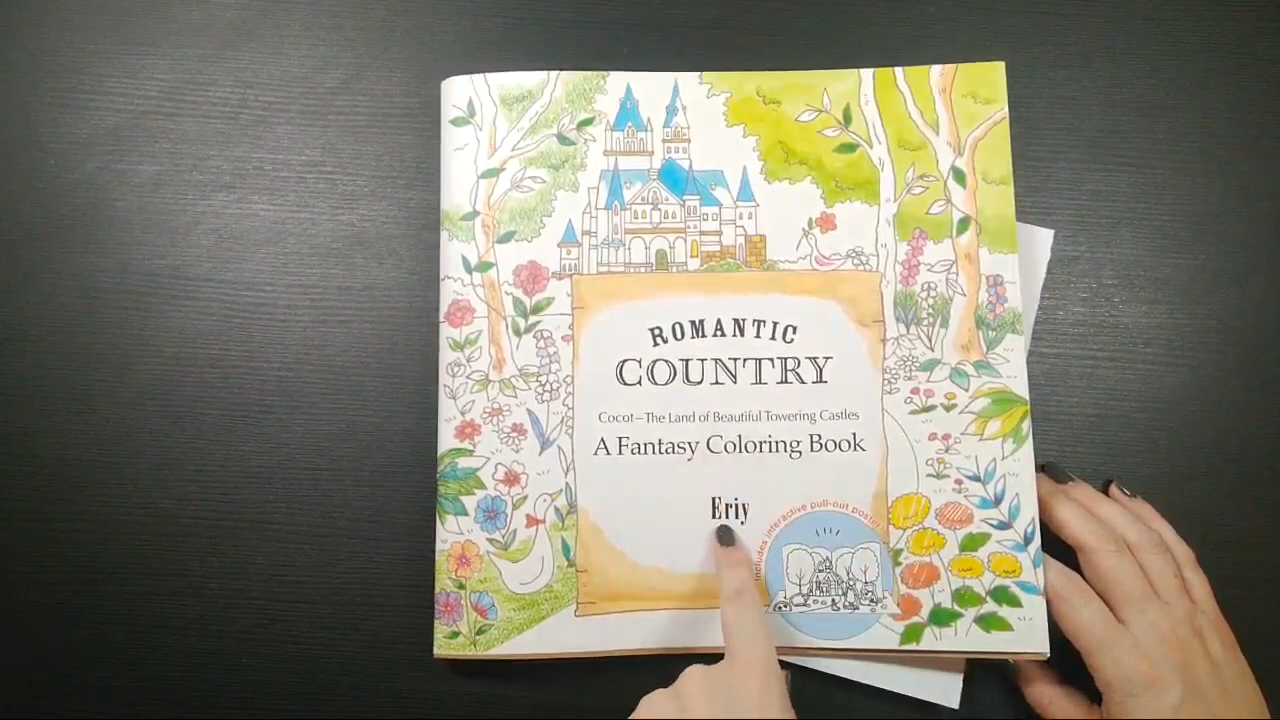 ROMANTIC
COUNTRY
Cocot—The Land of Beautiful Towering Castles
A Fantasy Coloring Book
Eriy
Includes interactive pull-out poster!